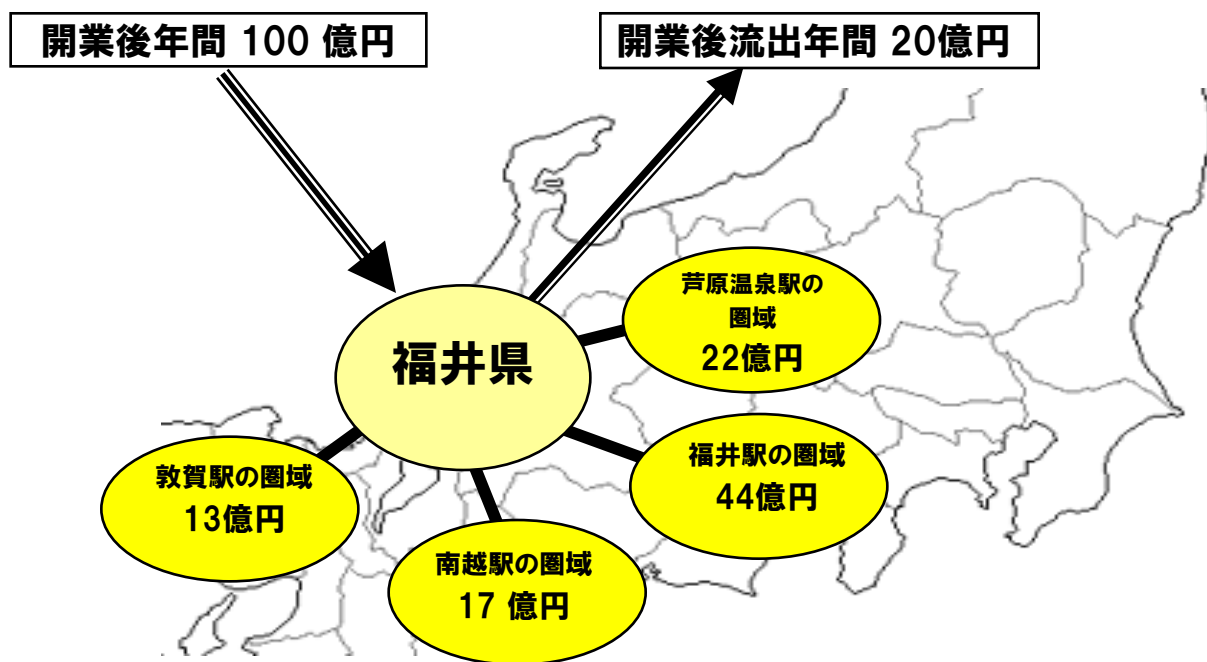 開業後年間 100 億円
開業後流出年間 20億円
芦原温泉駅の
圏域
22億円
福井県
福井駅の圏域
44億円
敦賀駅の圏域
13億円
南越駅の圏域
17 億円